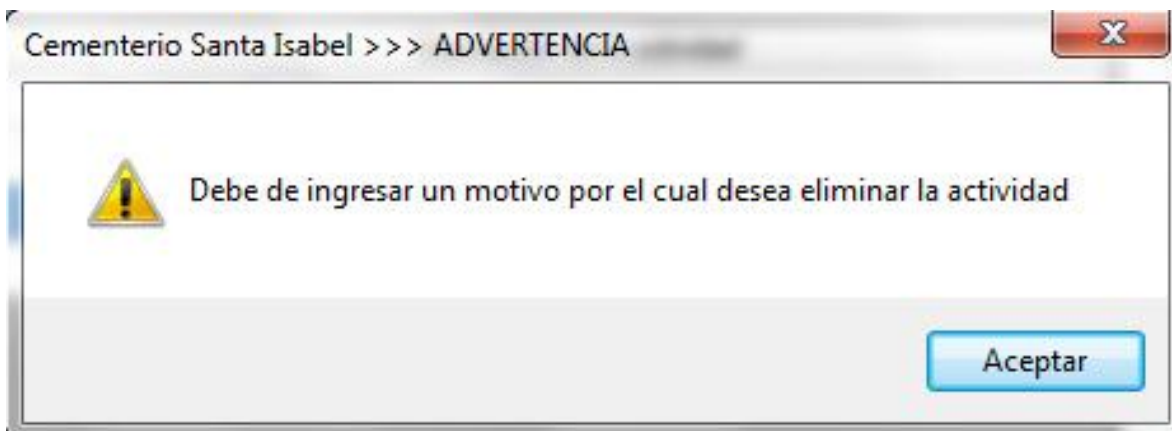 Cementerio Santa Isabel >>> ADVERTENCIA
Debe de ingresar un motivo por el cual desea eliminar la actividad
Aceptar